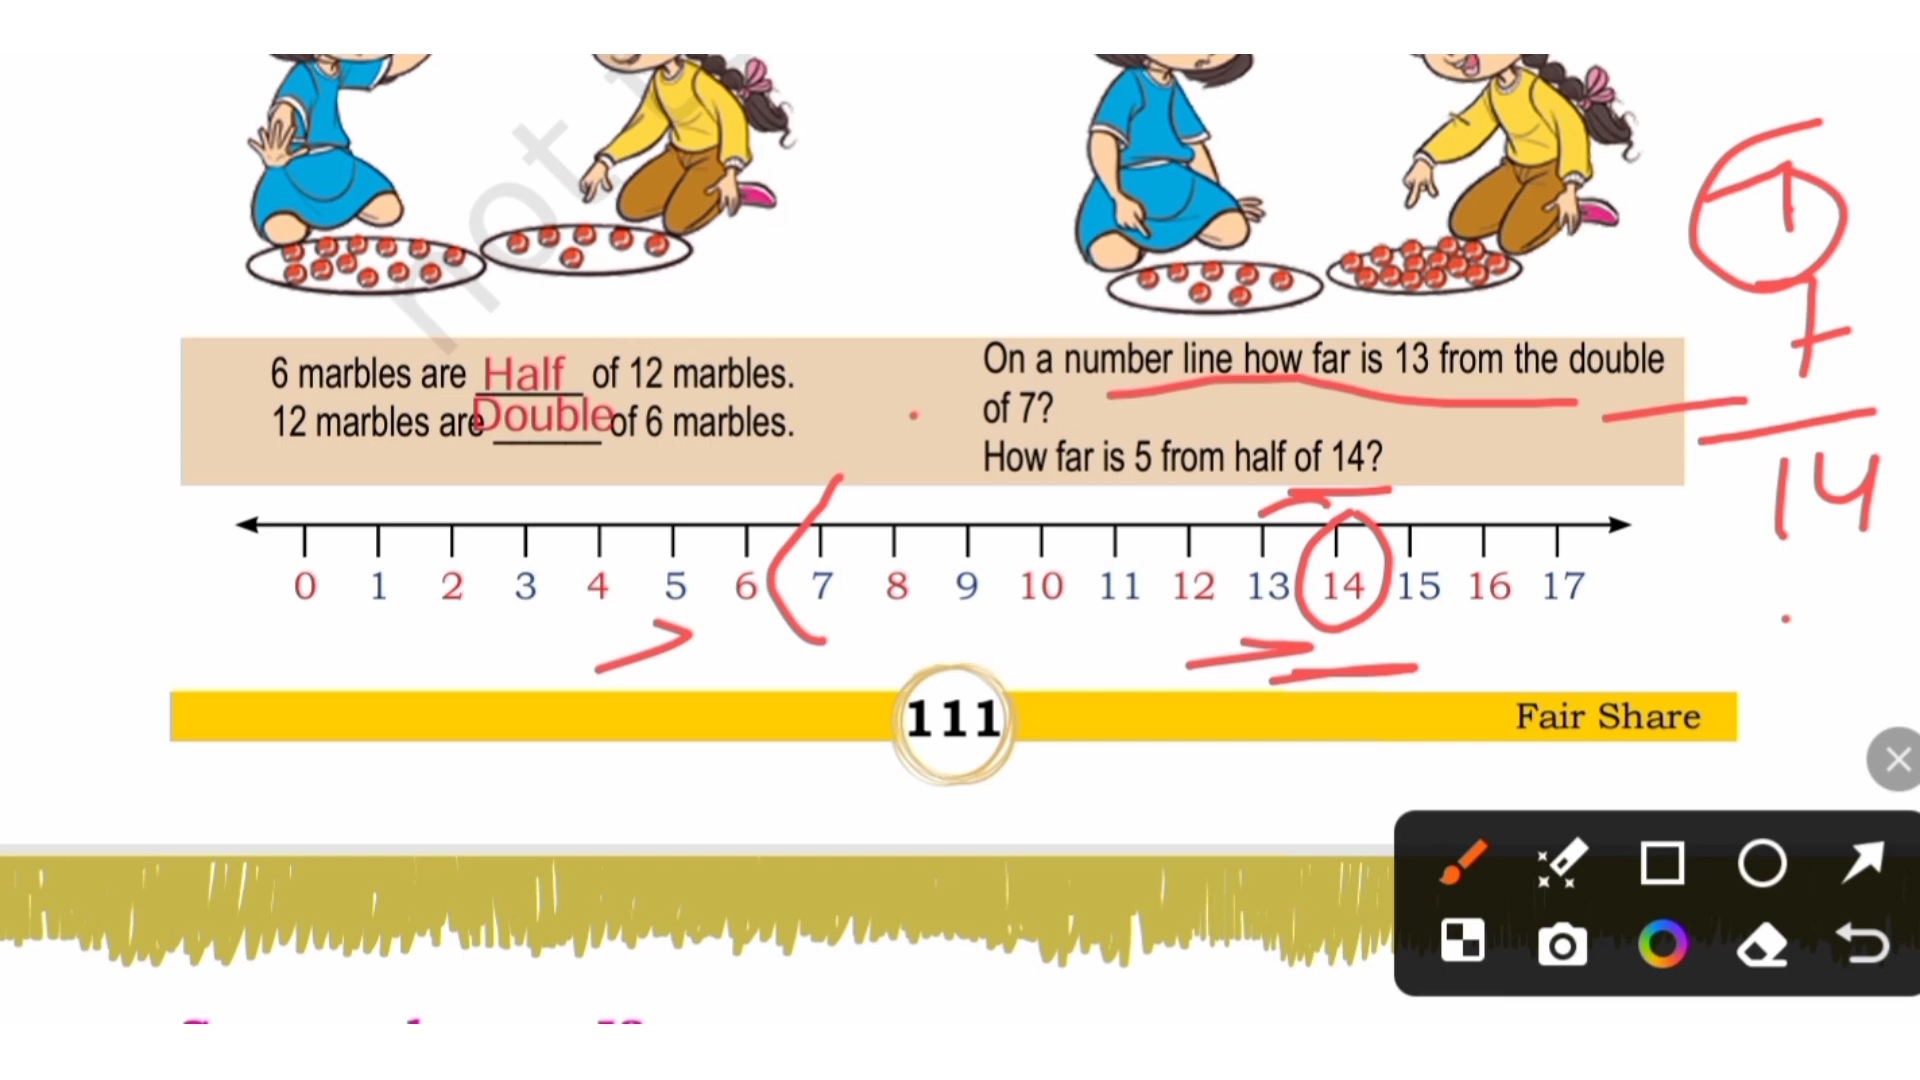 not
6 marbles are Half of 12 marbles.
12 marbles are Double of 6 marbles.
On a number line how far is 13 from the double
of 7?
How far is 5 from half of 14?
7
+ 7
14
0 1 2 3 4 5 6 7 8 9 10 11 12 13 14 15 16 17
111
Fair Share